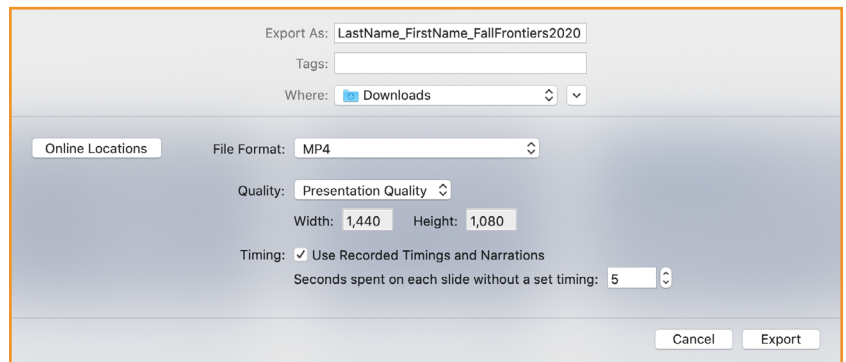 Export As: LastName_FirstName_FallFrontiers2020
Tags:
Where: Downloads
Online Locations File Format: MP4
Quality: Presentation Quality
Width: 1,440 Height: 1,080
Timing: Use Recorded Timings and Narrations
Seconds spent on each slide without a set timing: 5
Cancel Export